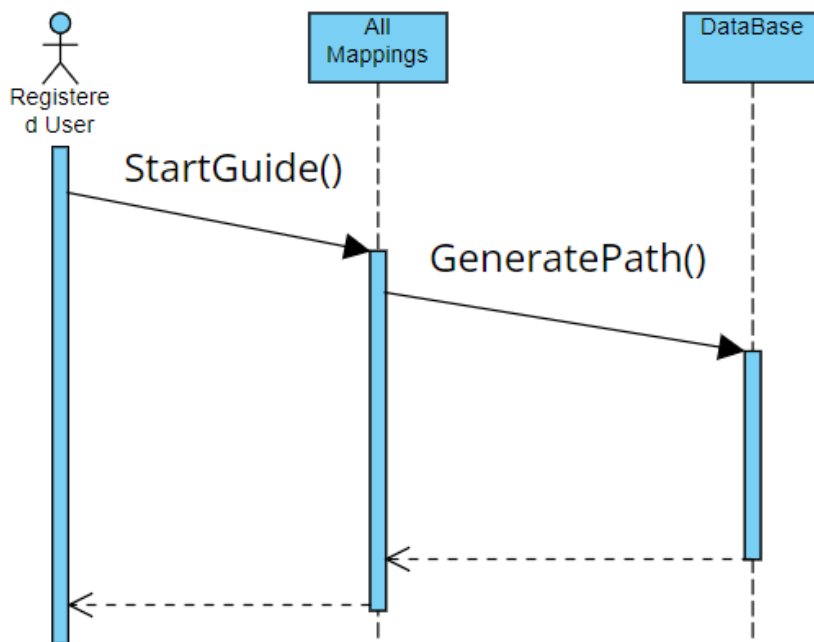 All
Mappings
DataBase
Registere
d User
StartGuide()
GeneratePath()